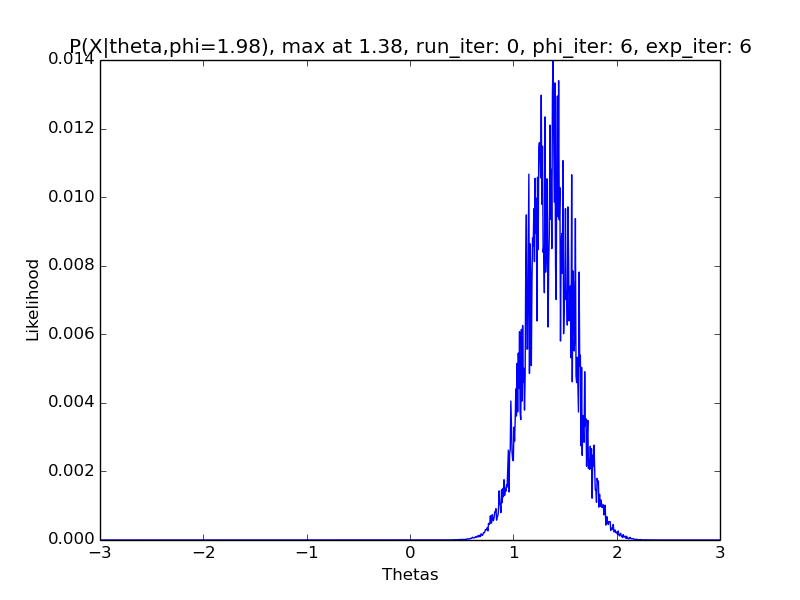 P(X|theta,phi=1.98), max at 1.38, run_iter: 0, phi_iter: 6, exp_iter: 6
0.014
0.012
0.010
0.008
0.006
0.004
0.002
0.000
Likelihood
−3 −2 −1 0 1 2 3
Thetas